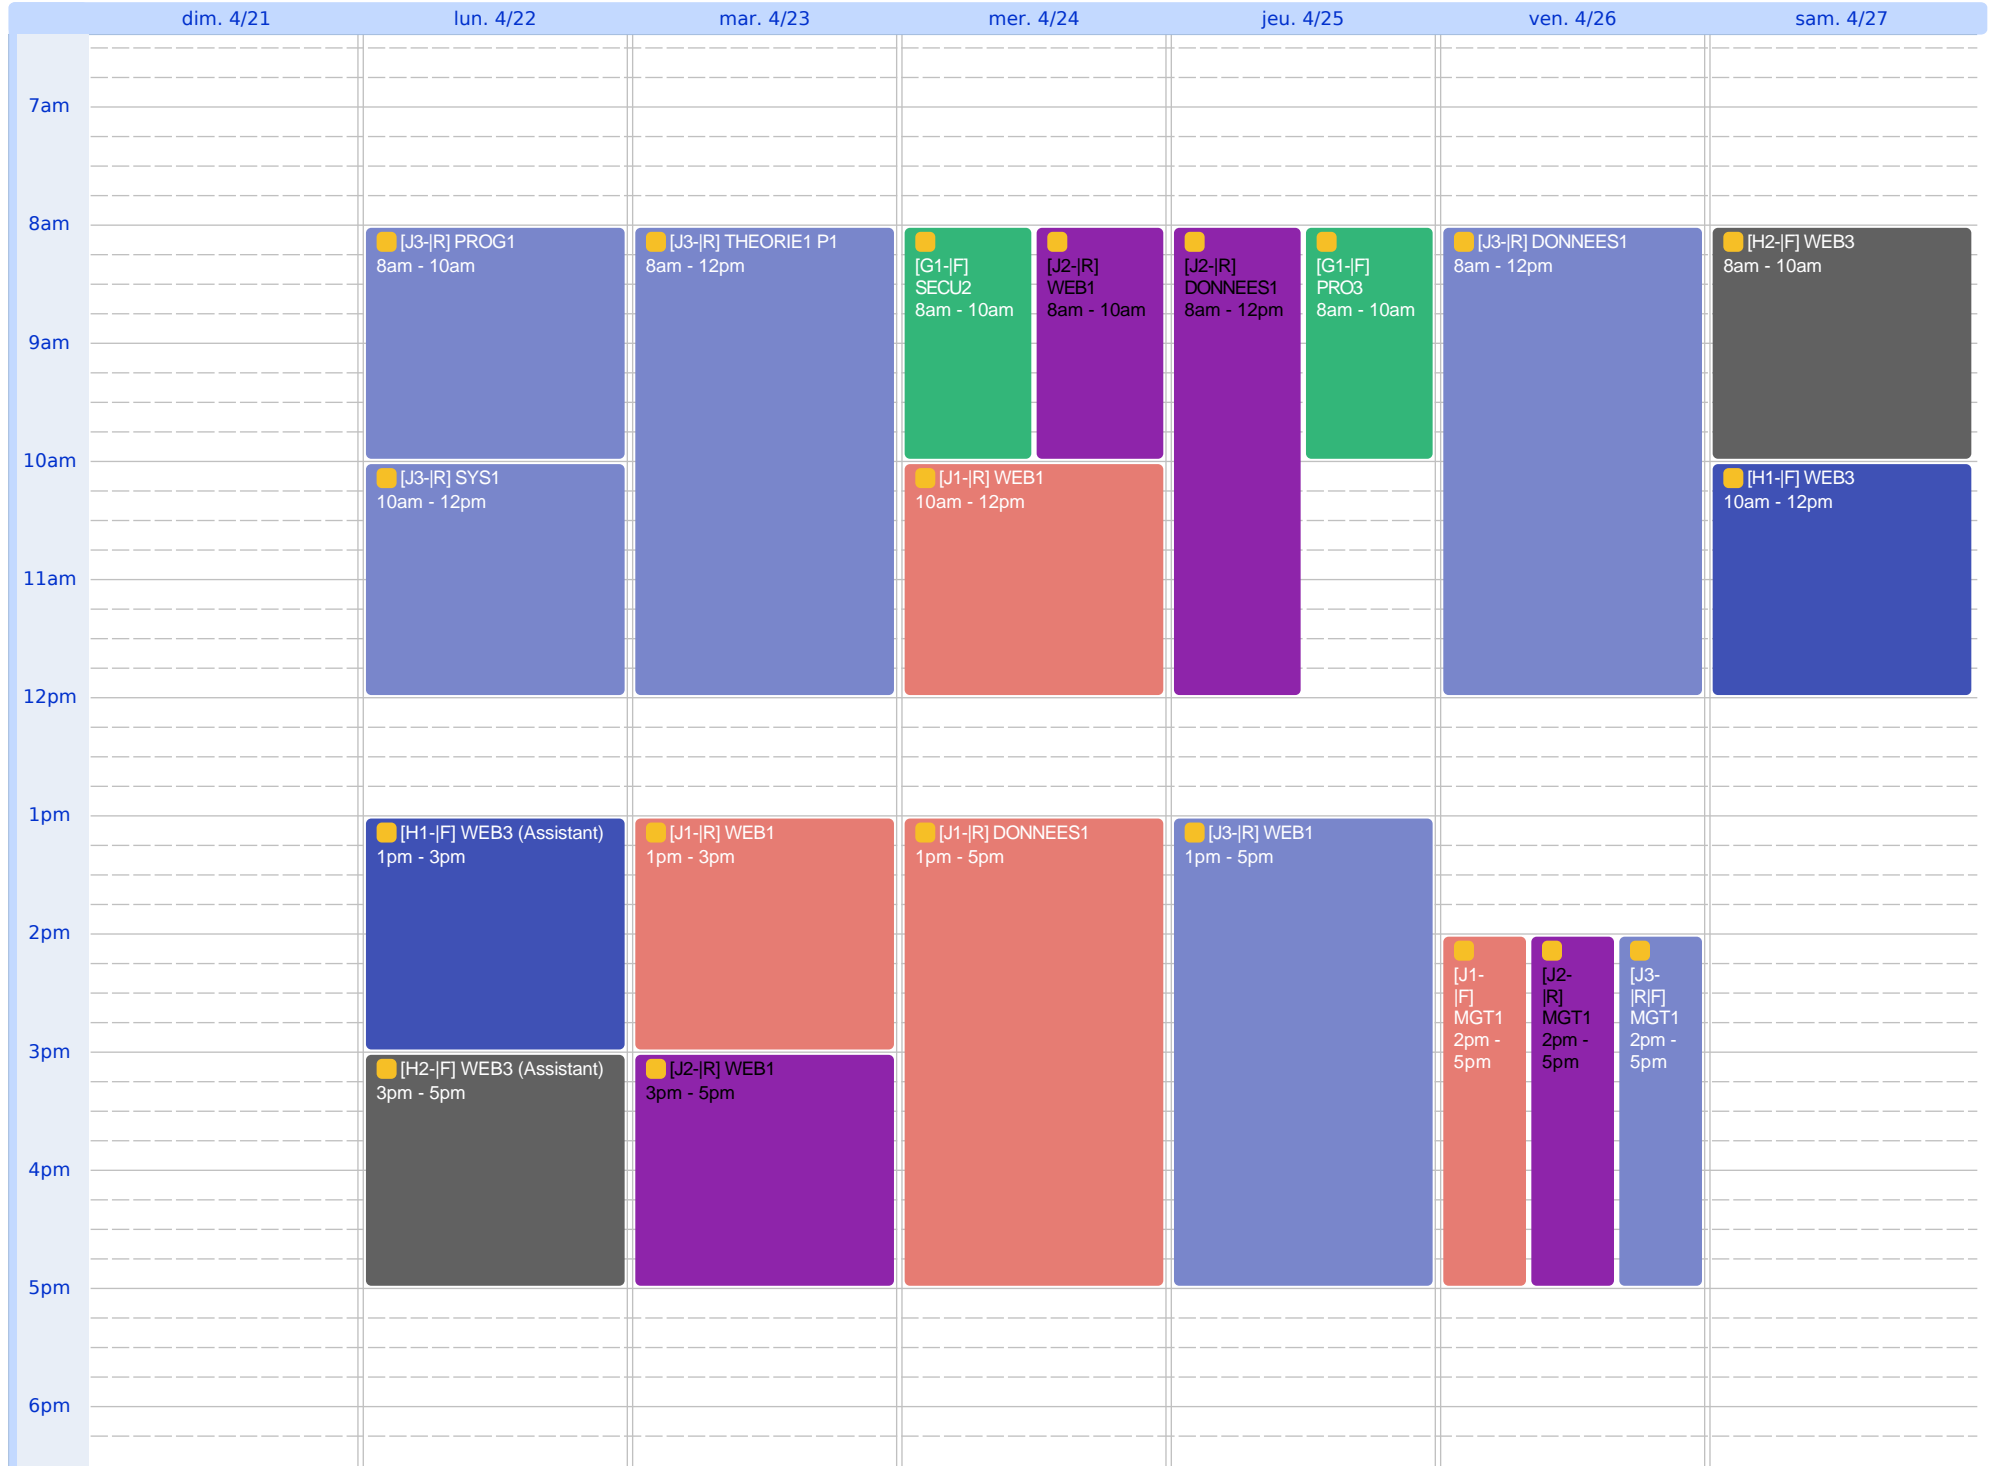 dim. 4/21
lun. 4/22
mar. 4/23
mer. 4/24
jeu. 4/25
ven. 4/26
sam. 4/27
7am
8am
9am
10am
11am
12pm
1pm
2pm
3pm
4pm
5pm
6pm
[J3-|R] PROG1
8am - 10am
[J3-|R] SYS1
10am - 12pm
[H1-|F] WEB3 (Assistant)
1pm - 3pm
[H2-|F] WEB3 (Assistant)
3pm - 5pm
[J3-|R] THEORIE1 P1
8am - 12pm
[J1-|R] WEB1
1pm - 3pm
[J2-|R] WEB1
3pm - 5pm
[G1-|F]
SECU2
8am - 10am
[J2-|R]
WEB1
8am - 10am
[J1-|R] WEB1
10am - 12pm
[J1-|R] DONNEES1
1pm - 5pm
[J2-|R]
DONNEES1
8am - 12pm
[G1-|F]
PRO3
8am - 10am
[J3-|R] WEB1
1pm - 5pm
[J3-|R] DONNEES1
8am - 12pm
[J1-
|F]
MGT1
2pm -
5pm
[J2-
|R]
MGT1
2pm -
5pm
[J3-
|R|F]
MGT1
2pm -
5pm
[H2-|F] WEB3
8am - 10am
[H1-|F] WEB3
10am - 12pm